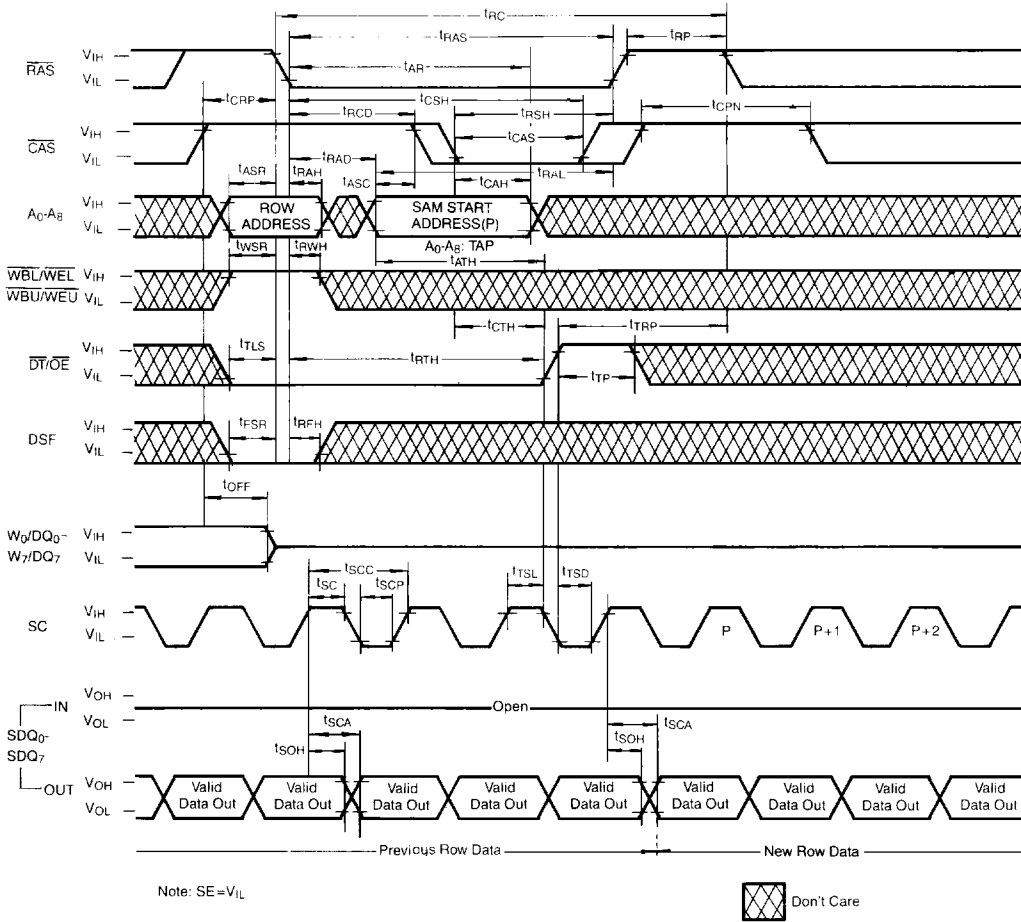 tRC
tRAS
tRP
RAS
VIH
VIL
tAR
tCRP
tCSH
tRCD
tRSH
tCPN
CAS
VIH
VIL
tCAS
tRAD
tRAL
tASR
tRAH
tASC
tCAH
A0-A8
VIH
VIL
ROW
ADDRESS
SAM START
ADDRESS(P)
A0-A8: TAP
tWSR
tRWH
tATH
WBL/WEL
WBU/WEU
VIH
VIL
tCTH
tTRP
tTLS
tRTH
DT/OE
VIH
VIL
tTP
DSF
VIH
VIL
tFSR
tRFH
tOFF
W0/DQ0-
W7/DQ7
VIH
VIL
tSCC
tSC
tSCP
tTSL
tTSD
SC
VIH
VIL
P
P+1
P+2
IN
VOH
VOL
Open
SDQ0-
SDQ7
tSCA
tSOH
tSCA
tSOH
OUT
VOH
VOL
Valid
Data Out
Valid
Data Out
Valid
Data Out
Valid
Data Out
Valid
Data Out
Valid
Data Out
Valid
Data Out
Valid
Data Out
Valid
Data Out
Previous Row Data
New Row Data
Note: SE=VIL
Don't Care